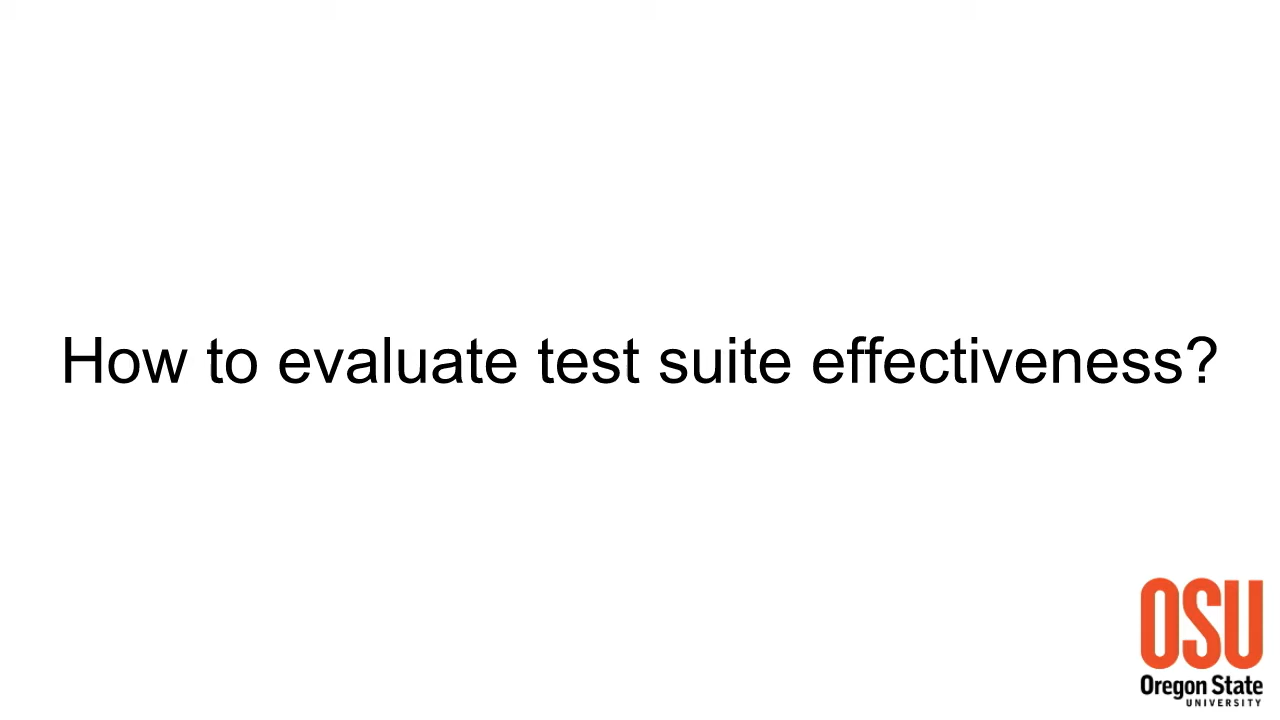 How to evaluate test suite effectiveness?
OSU
Oregon State
UNIVERSITY